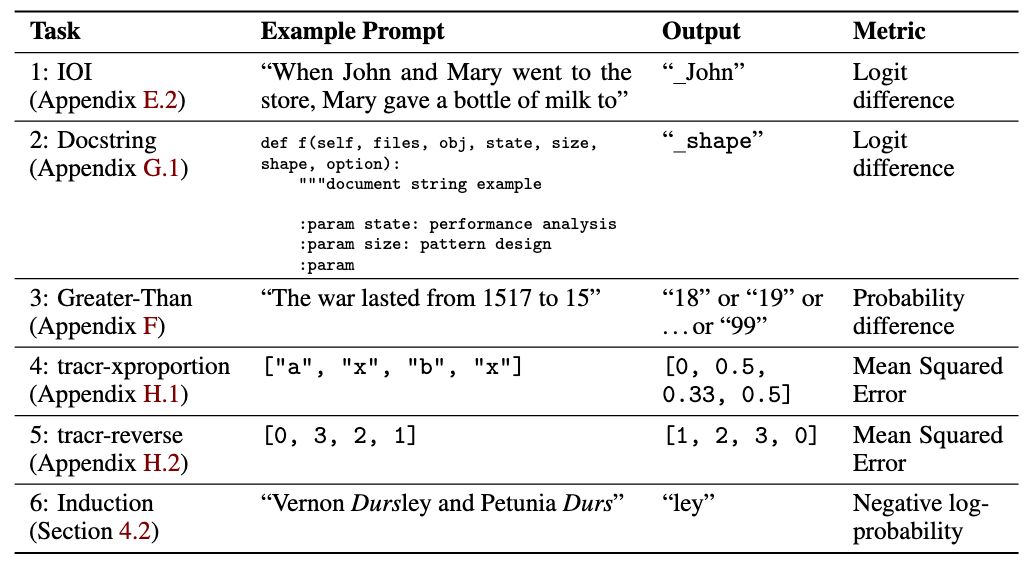 Task Example Prompt Output Metric
1: IOI “When John and Mary went to the “_John” Logit
(Appendix E.2) store, Mary gave a bottle of milk to” difference
2: Docstring def f(self, files, obj, state, size, “_shape” Logit
(Appendix G.1) shape, option): difference
"""document string example
:param state: performance analysis
:param size: pattern design
:param
3: Greater-Than “The war lasted from 1517 to 15” “18” or “19” or Probability
(Appendix F) ...or “99” difference
4: tracr-xproportion ["a", "x", "b", "x"] [0, 0.5, Mean Squared
(Appendix H.1) 0.33, 0.5] Error
5: tracr-reverse [0, 3, 2, 1] [1, 2, 3, 0] Mean Squared
(Appendix H.2) Error
6: Induction “Vernon Dursley and Petunia Durs” “ley” Negative log-
(Section 4.2) probability